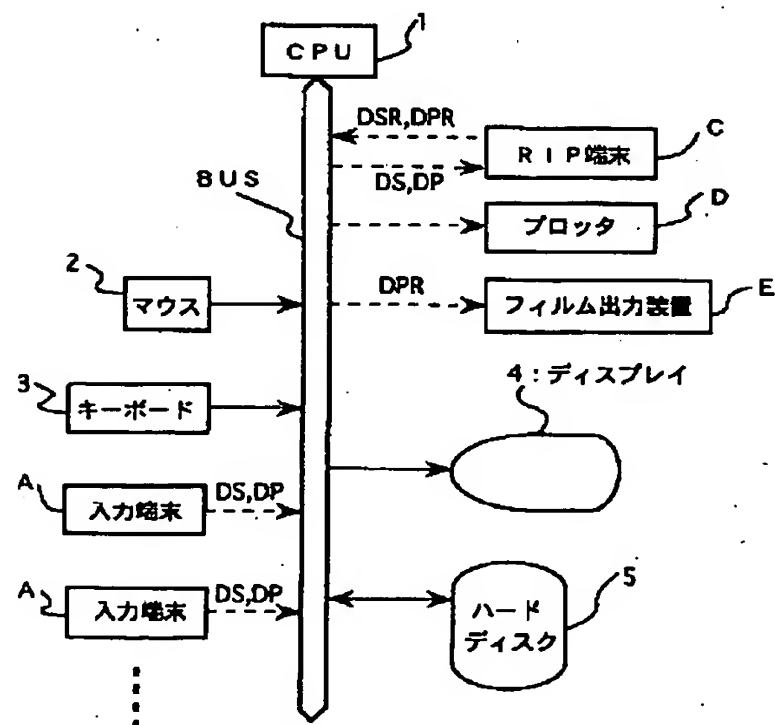 1
CPU
DSR,DPR
RIP端末
C
DS,DP
BUS
プロッタ
D
2
マウス
DPR
フィルム出力装置
E
3
キーボード
4:ディスプレイ
A
入力端末
DS,DP
A
入力端末
DS,DP
ハード
ディスク
5